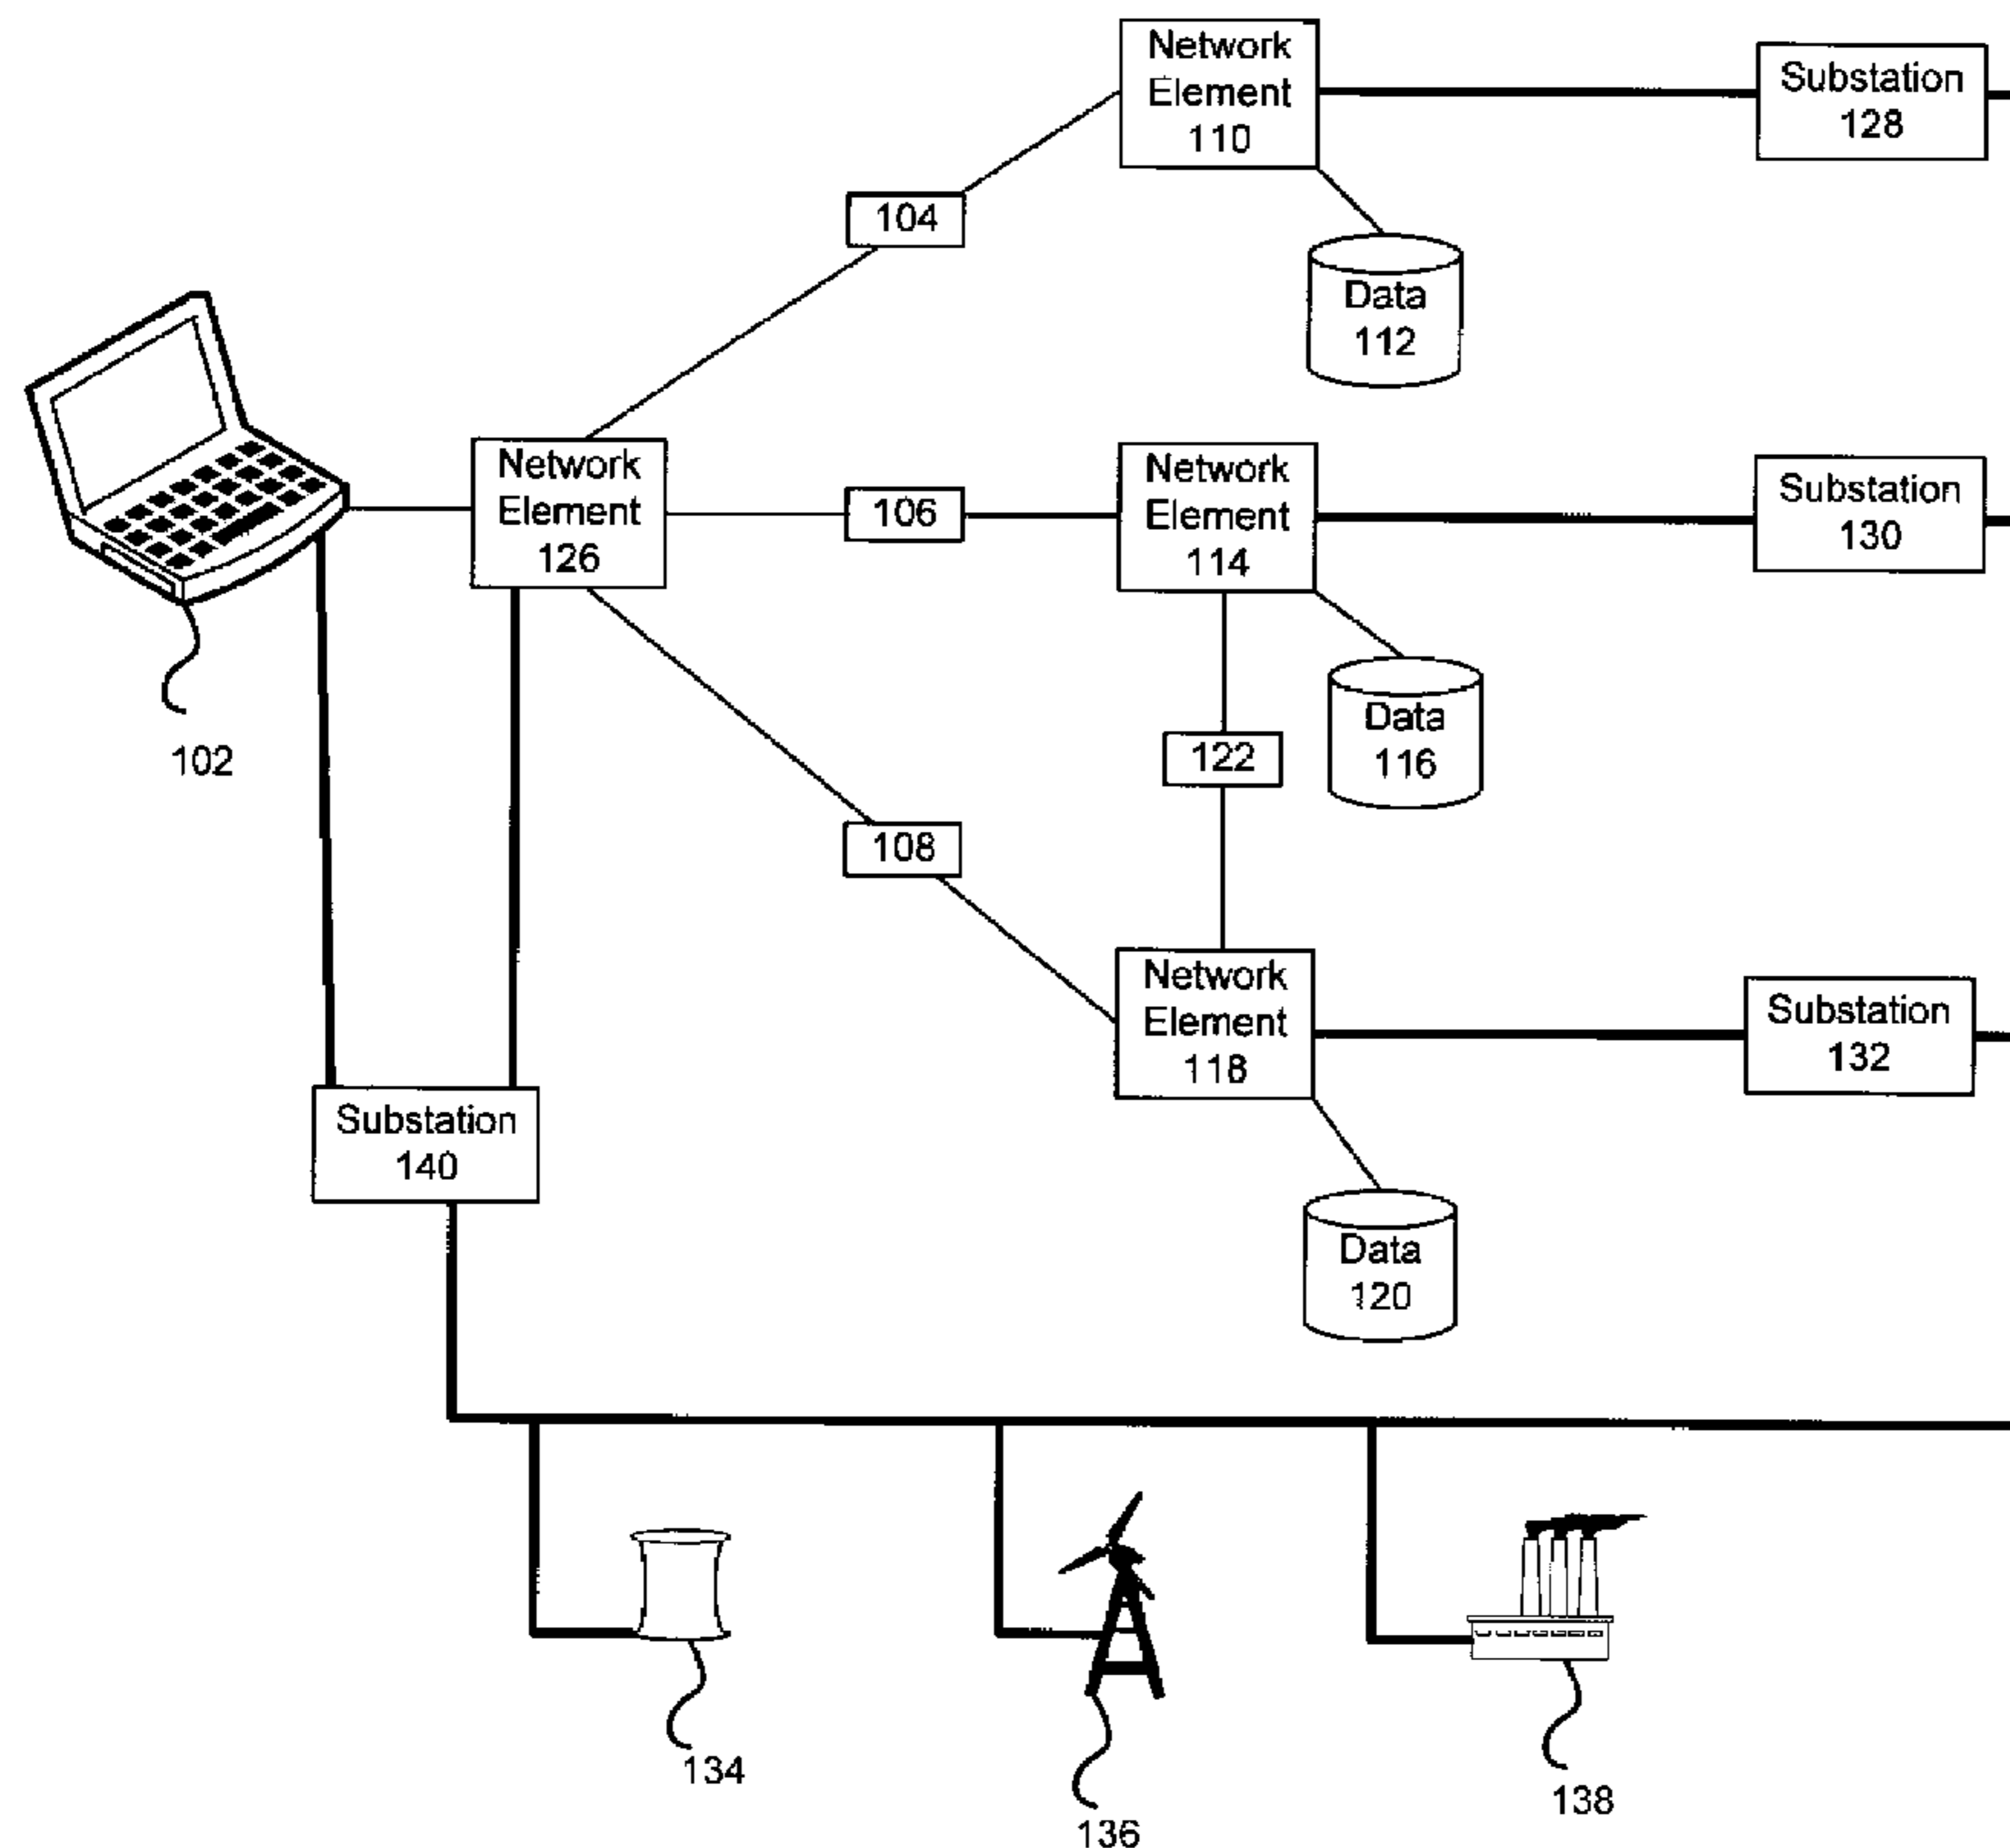 Network
Element
110
Substation
128
104
Data
112
Network
Element
126
106
Network
Element
114
Substation
130
Data
116
102
122
108
Network
Element
118
Substation
132
Substation
140
Data
120
134
136
138